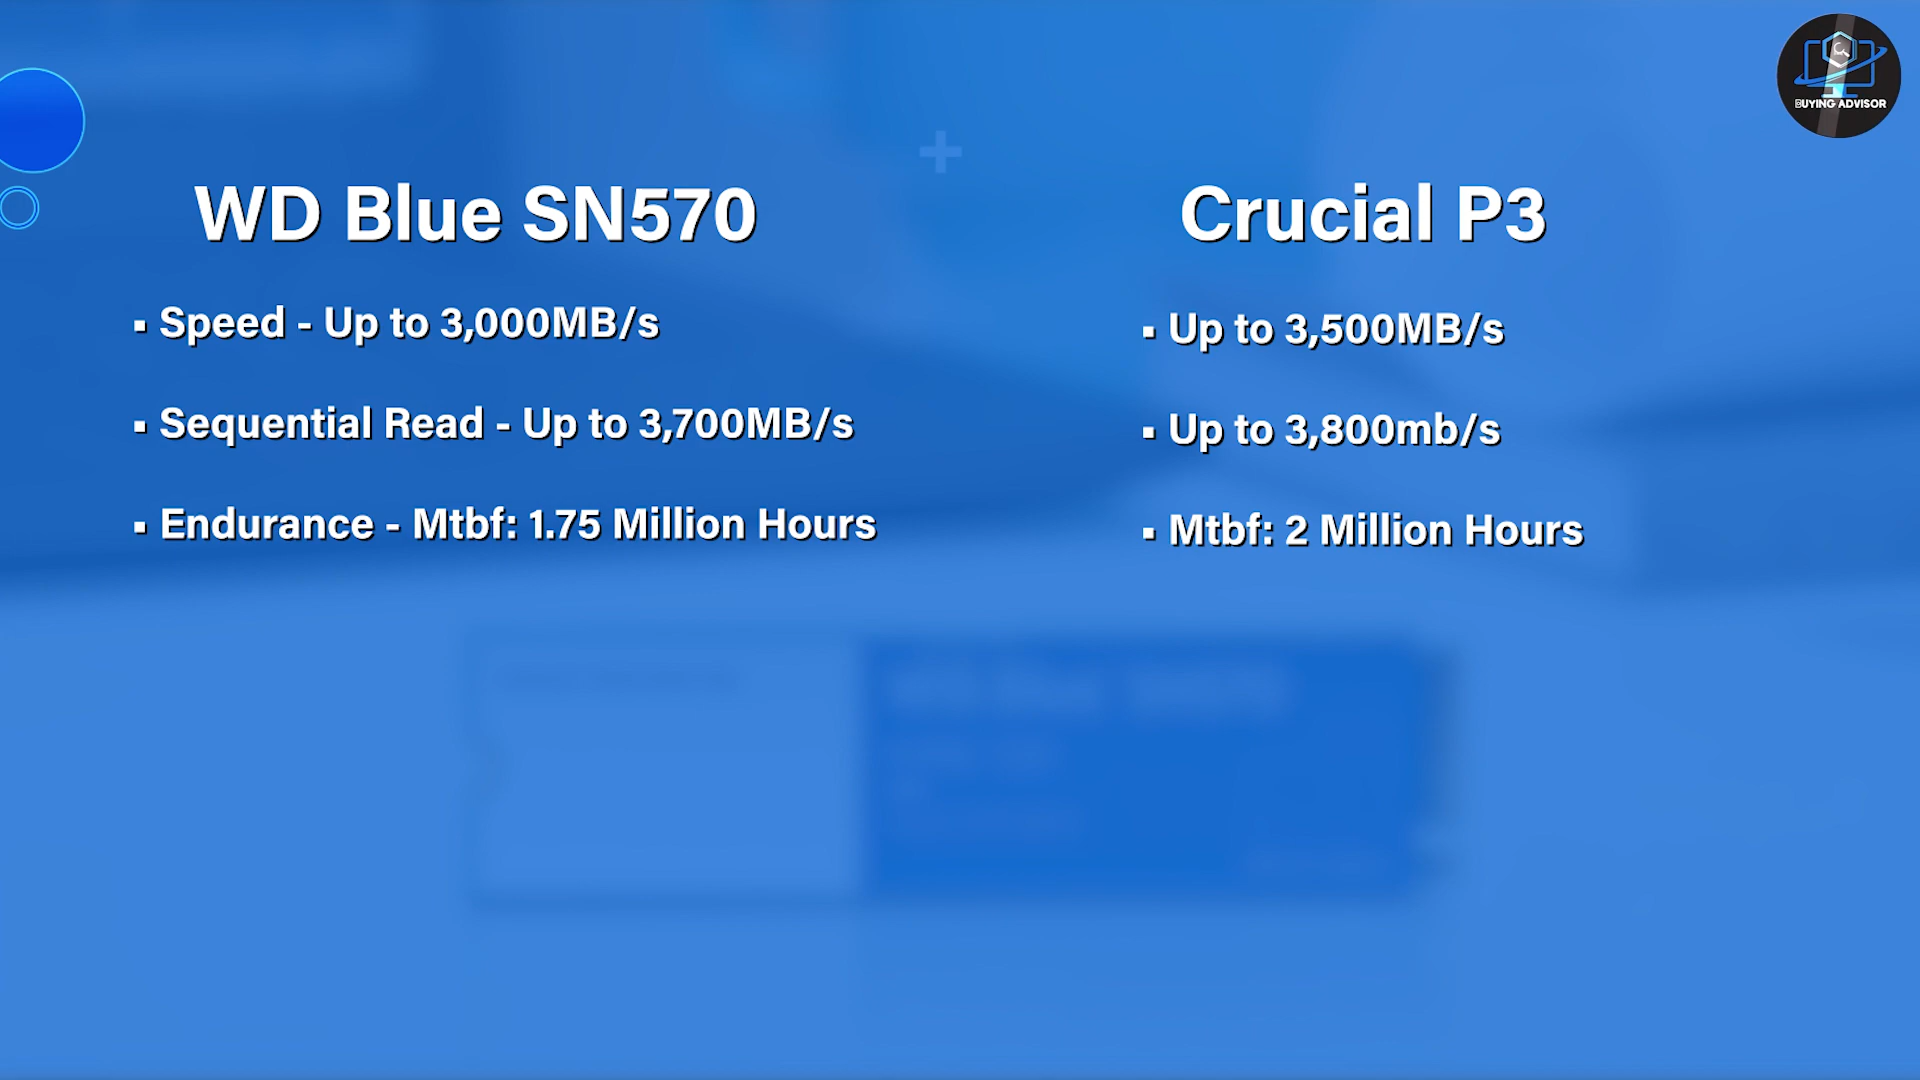 BUYING ADVISOR
WD Blue SN570
▪ Speed - Up to 3,000MB/s
▪ Sequential Read - Up to 3,700MB/s
▪ Endurance - Mtbf: 1.75 Million Hours
Crucial P3
▪ Up to 3,500MB/s
▪ Up to 3,800mb/s
▪ Mtbf: 2 Million Hours